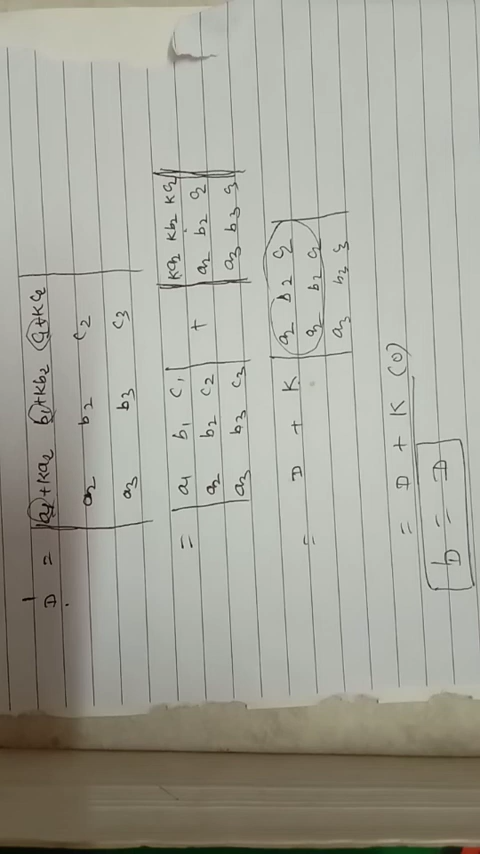 D' = | a1+ka2 b1+kb2 c1+kc2 |
| a2 b2 c2 |
| a3 b3 c3 |
= | a1 b1 c1 | + | ka2 kb2 kc2 |
| a2 b2 c2 | | a2 b2 c2 |
| a3 b3 c3 | | a3 b3 c3 |
= D + K | a2 b2 c2 |
| a2 b2 c2 |
| a3 b3 c3 |
= D + K (0)
D' = D